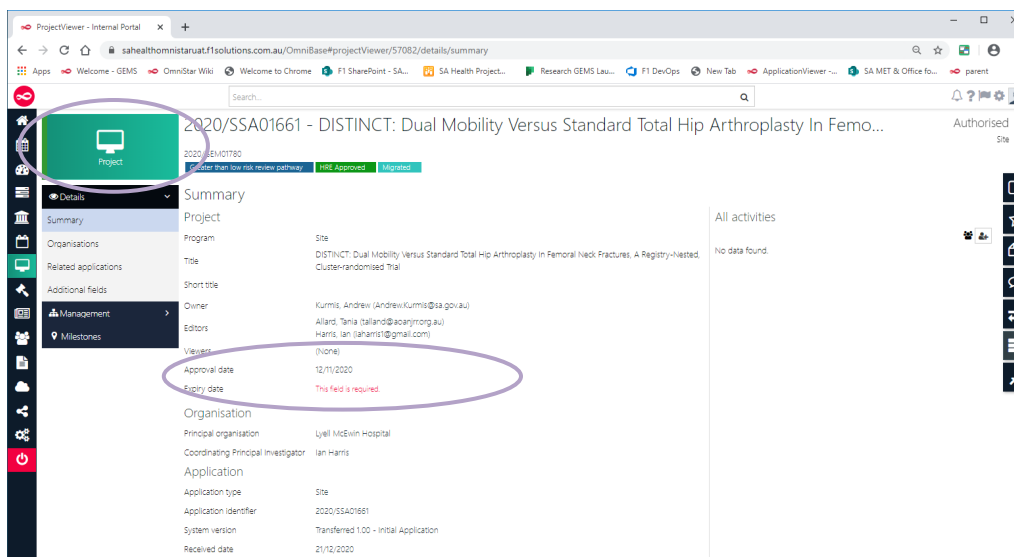 ProjectViewer - Internal Portal
sahealthomnistaruat.f1solutions.com.au/OmniBase#projectViewer/57082/details/summary
Apps Welcome - GEMS OmniStar Wiki Welcome to Chrome F1 SharePoint - SA... SA Health Project... Research GEMS Lau... F1 DevOps New Tab ApplicationViewer -... SA MET & Office fo... parent
Search...
2020/SSA01661 - DISTINCT: Dual Mobility Versus Standard Total Hip Arthroplasty In Femo...
Authorised
Site
Project
Greater than low risk review pathway HRE Approved Migrated
Details
Summary
Organisations
Related applications
Additional fields
Management
Milestones
Summary
Project
Program Site
Title DISTINCT: Dual Mobility Versus Standard Total Hip Arthroplasty In Femoral Neck Fractures, A Registry-Nested,
Cluster-randomised Trial
Short title
Owner Kurmis, Andrew (Andrew.Kurmis@sa.gov.au)
Editors Allard, Tania (talland@aoanjrr.org.au)
Harris, Ian (iaharris1@gmail.com)
Viewers (None)
Approval date 12/11/2020
Expiry date This field is required.
Organisation
Principal organisation Lyell McEwin Hospital
Coordinating Principal Investigator Ian Harris
Application
Application type Site
Application identifier 2020/SSA01661
System version Transferred 1.00 - Initial Application
Received date 21/12/2020
All activities
No data found.